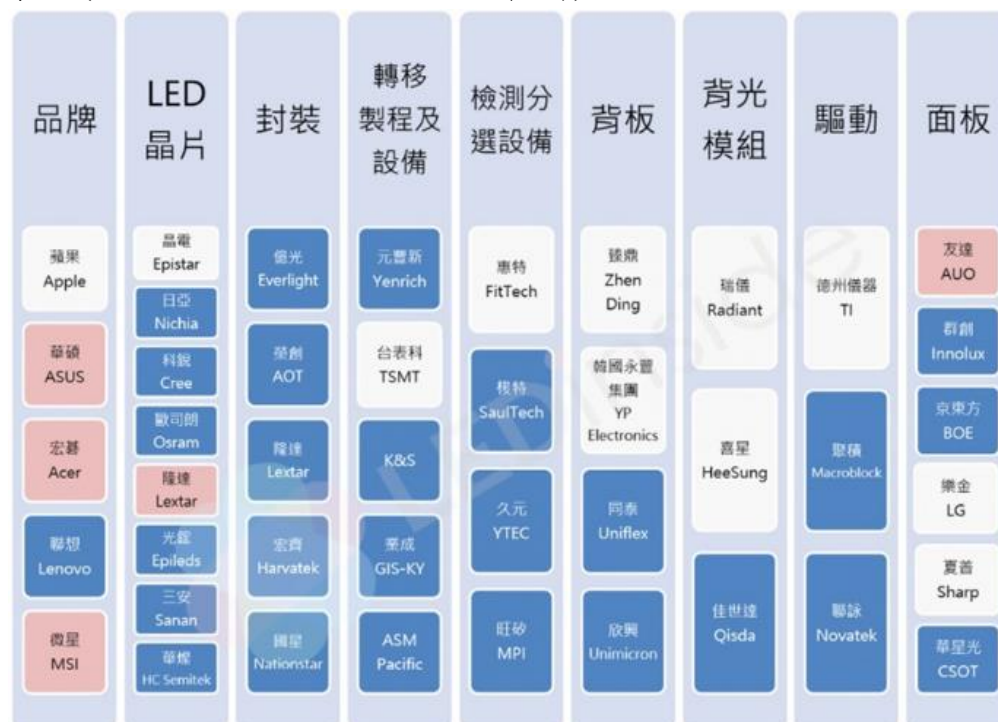 品牌
蘋果
Apple
華碩
ASUS
宏碁
Acer
聯想
Lenovo
微星
MSI
LED
晶片
晶電
Epistar
日亞
Nichia
科銳
Cree
歐司朗
Osram
隆達
Lextar
光鋐
Epileds
三安
Sanan
華燦
HC Semitek
封裝
億光
Everlight
榮創
AOT
隆達
Lextar
宏齊
Harvatek
國星
Nationstar
轉移
製程及
設備
元豐新
Yenrich
台表科
TSMT
K&S
業成
GIS-KY
ASM
Pacific
檢測分
選設備
惠特
FitTech
梭特
SaulTech
久元
YTEC
旺矽
MPI
背板
臻鼎
Zhen
Ding
韓國永豐
集團
YP
Electronics
同泰
Uniflex
欣興
Unimicron
背光
模組
瑞儀
Radiant
喜星
HeeSung
佳世達
Qisda
驅動
德州儀器
TI
聚積
Macroblock
聯詠
Novatek
面板
友達
AUO
群創
Innolux
京東方
BOE
樂金
LG
夏普
Sharp
華星光
CSOT
LEDinside